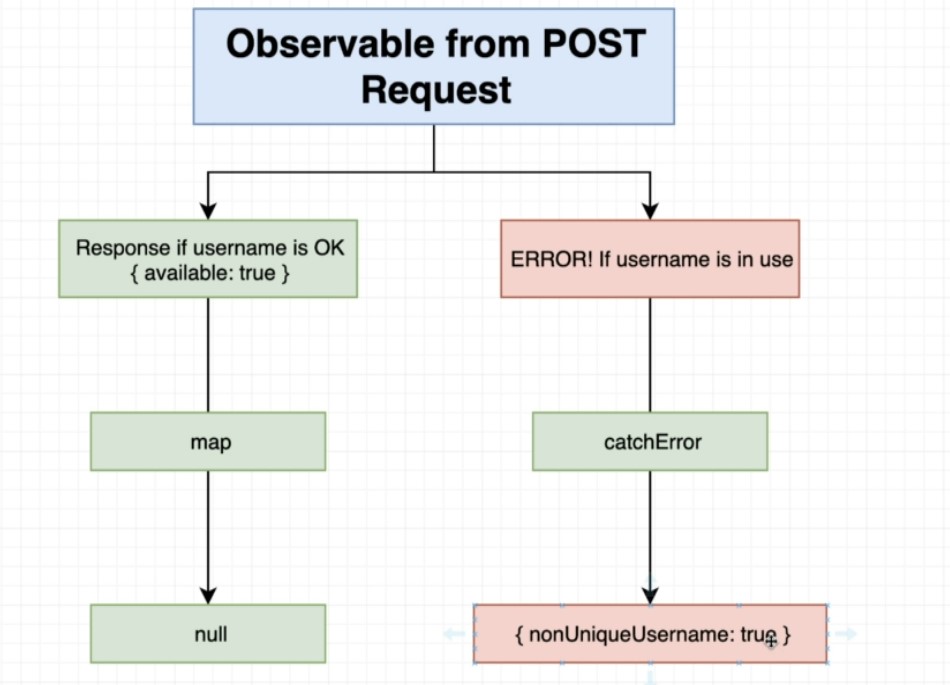 Observable from POST
Request
Response if username is OK
{ available: true }
ERROR! If username is in use
map
catchError
null
{ nonUniqueUsername: true }